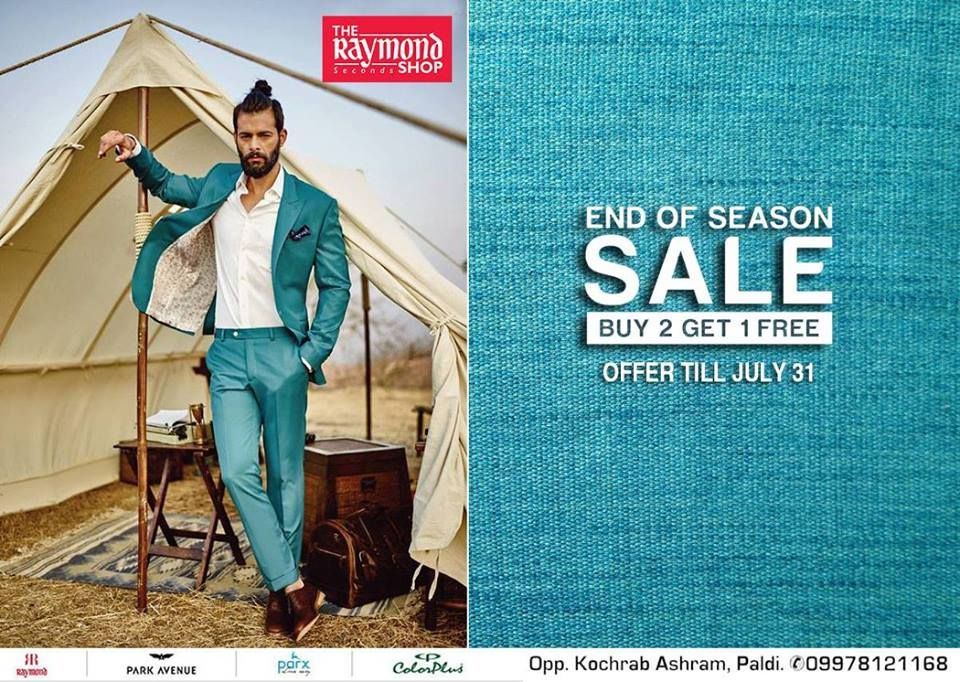 THE
Raymond
Seconds SHOP
END OF SEASON
SALE
BUY 2 GET 1 FREE
OFFER TILL JULY 31
Raymond
PARK AVENUE
parx
ColorPlus
Opp. Kochrab Ashram, Paldi. ✆09978121168